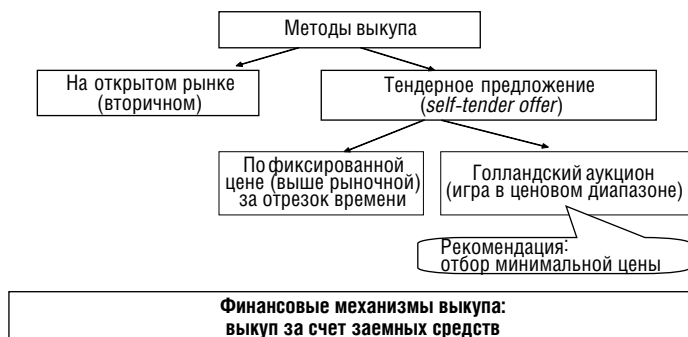 Методы выкупа
На открытом рынке
(вторичном)
Тендерное предложение
(self-tender offer)
По фиксированной
цене (выше рыночной)
за отрезок времени
Голландский аукцион
(игра в ценовом диапазоне)
Рекомендация:
отбор минимальной цены
Финансовые механизмы выкупа:
выкуп за счет заемных средств